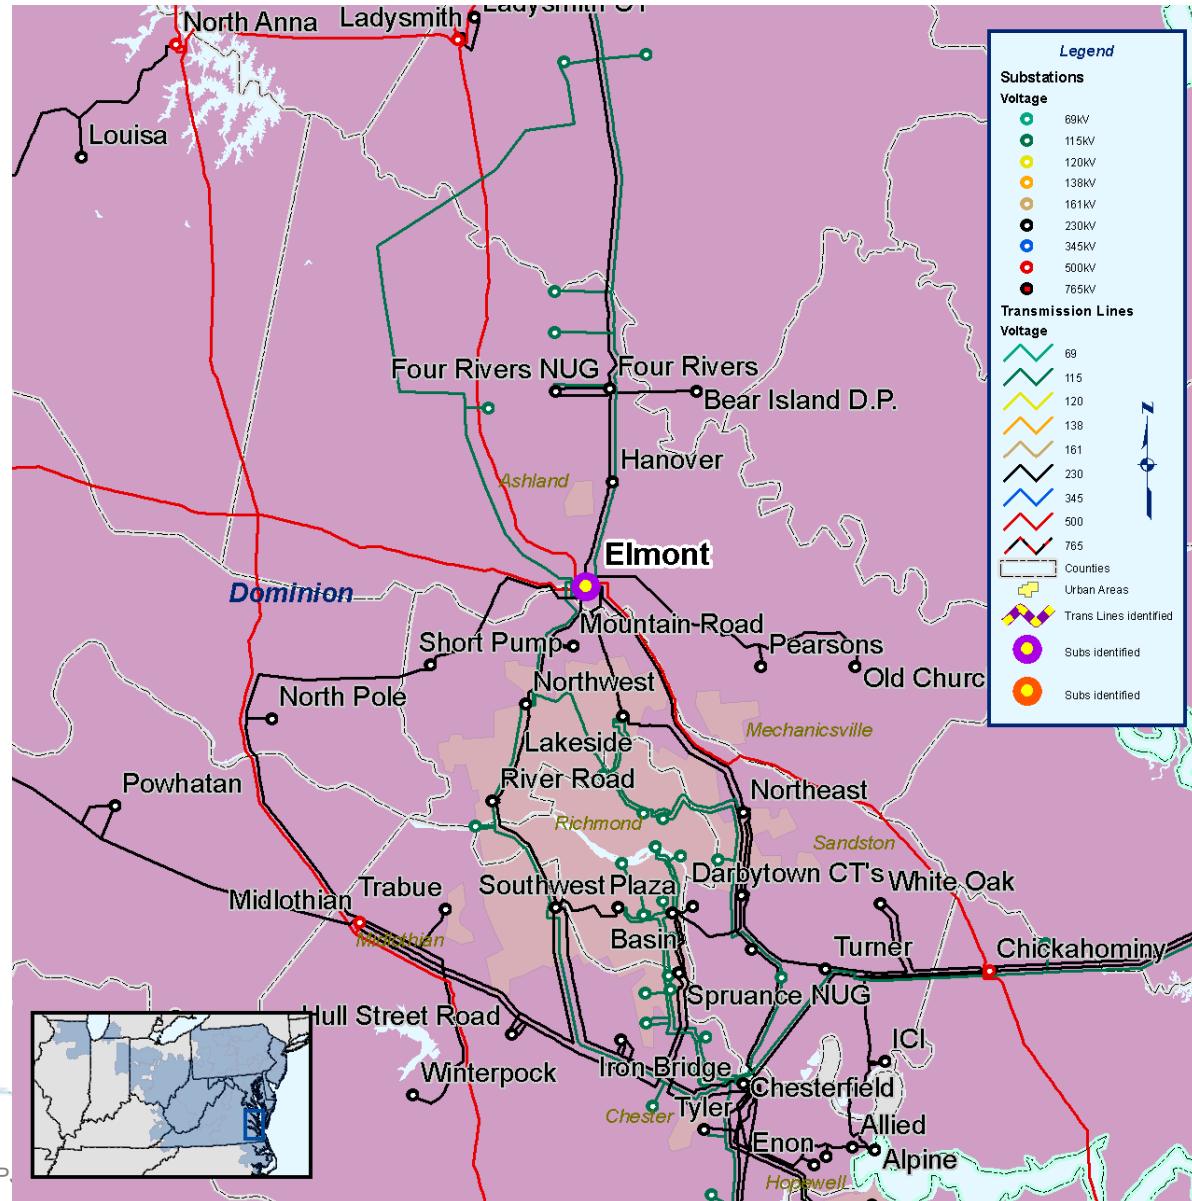 North Anna
Ladysmith
Ladysmith CT
Louisa
Four Rivers NUG
Four Rivers
Bear Island D.P.
Hanover
Ashland
Elmont
Dominion
Mountain Road
Short Pump
Pearsons
Old Churc
North Pole
Northwest
Mechanicsville
Lakeside
Powhatan
River Road
Northeast
Richmond
Sandston
Midlothian
Trabue
Southwest
Plaza
Darbytown CT's
White Oak
Midlothian
Basin
Turner
Chickahominy
Spruance NUG
Hull Street Road
ICI
Iron Bridge
Winterpock
Chesterfield
Chester
Tyler
Allied
Enon
Alpine
Hopewell
P
Legend
Substations
Voltage
69kV
115kV
120kV
138kV
161kV
230kV
345kV
500kV
765kV
Transmission Lines
Voltage
69
115
120
138
161
230
345
500
765
Counties
Urban Areas
Trans Lines identified
Subs identified
Subs identified
N